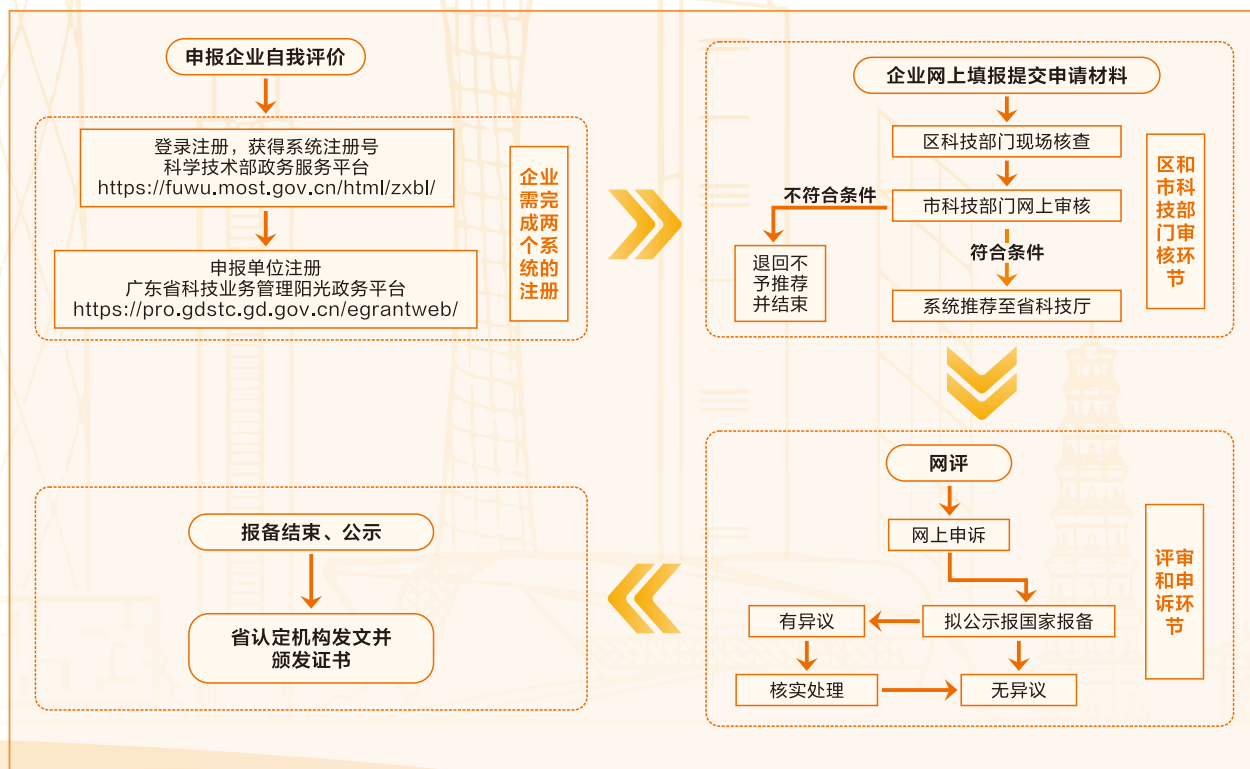 申报企业自我评价
登录注册，获得系统注册号
科学技术部政务服务平台
https://fuwu.most.gov.cn/html/zxbl/
申报单位注册
广东省科技业务管理阳光政务平台
https://pro.gdstc.gd.gov.cn/egrantweb/
企业
需完
成两
个系
统的
注册
企业网上填报提交申请材料
区科技部门现场核查
市科技部门网上审核
不符合条件
符合条件
退回不
予推荐
并结束
系统推荐至省科技厅
区和
市科
技部
门审
核环
节
网评
网上申诉
拟公示报国家报备
有异议
核实处理
无异议
评审
和申
诉环
节
报备结束、公示
省认定机构发文并
颁发证书